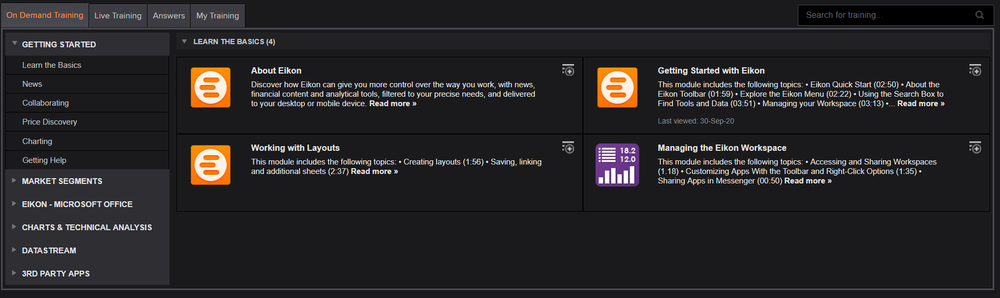 On Demand Training
Live Training
Answers
My Training
Search for training...
GETTING STARTED
Learn the Basics
News
Collaborating
Price Discovery
Charting
Getting Help
MARKET SEGMENTS
EIKON - MICROSOFT OFFICE
CHARTS & TECHNICAL ANALYSIS
DATASTREAM
3RD PARTY APPS
LEARN THE BASICS (4)
About Eikon
Discover how Eikon can give you more control over the way you work, with news,
financial content and analytical tools, filtered to your precise needs, and delivered
to your desktop or mobile device. Read more »
Getting Started with Eikon
This module includes the following topics: • Eikon Quick Start (02:50) • About the
Eikon Toolbar (01:59) • Explore the Eikon Menu (02:22) • Using the Search Box to
Find Tools and Data (03:51) • Managing your Workspace (03:13) •... Read more »
Last viewed: 30-Sep-20
Working with Layouts
This module includes the following topics: • Creating layouts (1:56) • Saving, linking
and additional sheets (2:37) Read more »
18.2
12.0
Managing the Eikon Workspace
This module includes the following topics: • Accessing and Sharing Workspaces
(1.18) • Customizing Apps With the Toolbar and Right-Click Options (1:35) •
Sharing Apps in Messenger (00:50) Read more »